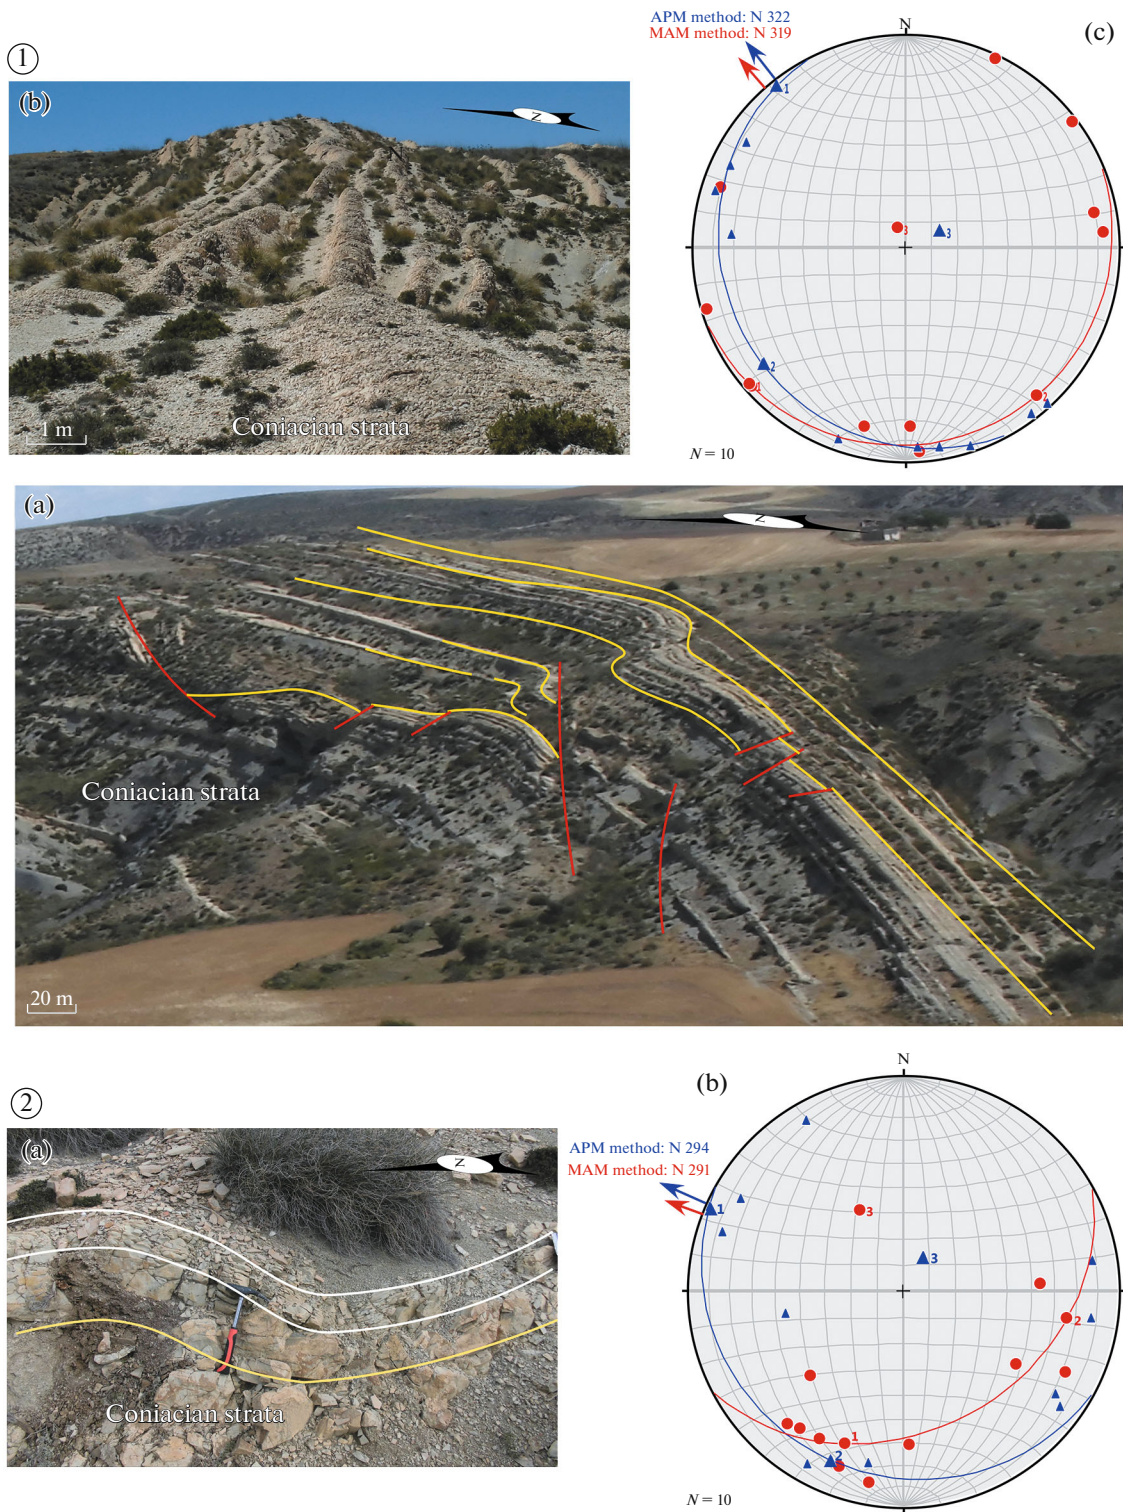 1
(b)
N
1 m
Coniacian strata
APM method: N 322
MAM method: N 319
N
(c)
1
3
3
2
1
2
N = 10
(a)
N
Coniacian strata
20 m
2
(a)
N
Coniacian strata
N
(b)
APM method: N 294
MAM method: N 291
1
3
3
2
1
2
N = 10